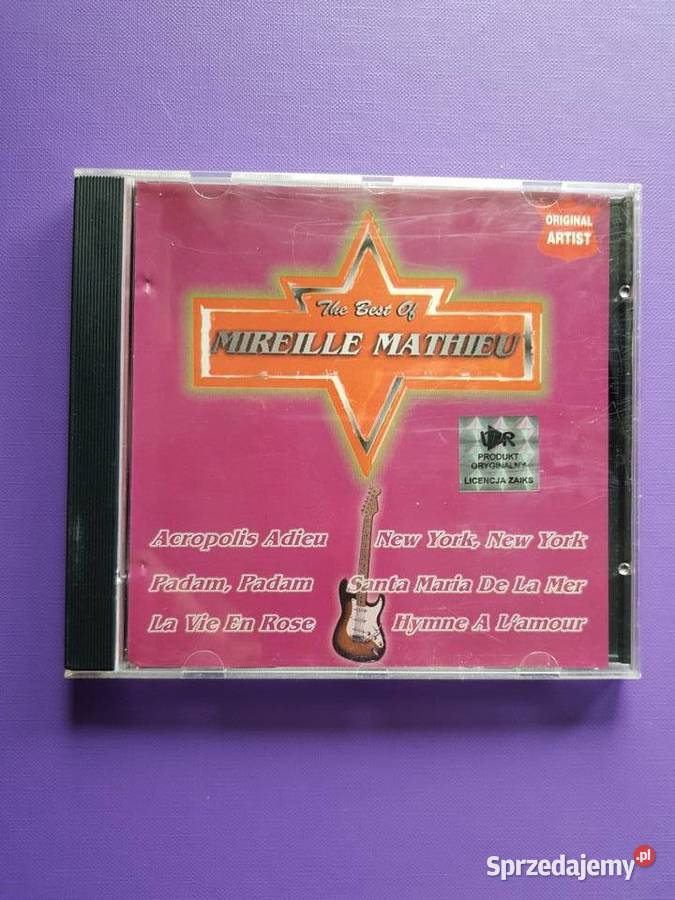 ORIGINAL
ARTIST
The Best Of
MIREILLE MATHIEU
PRODUKT
ORYGINALNY
LICENCJA ZAIKS
Acropolis Adieu
New York, New York
Padam, Padam
Santa Maria De La Mer
La Vie En Rose
Hymne A L'amour
Sprzedajemy.pl